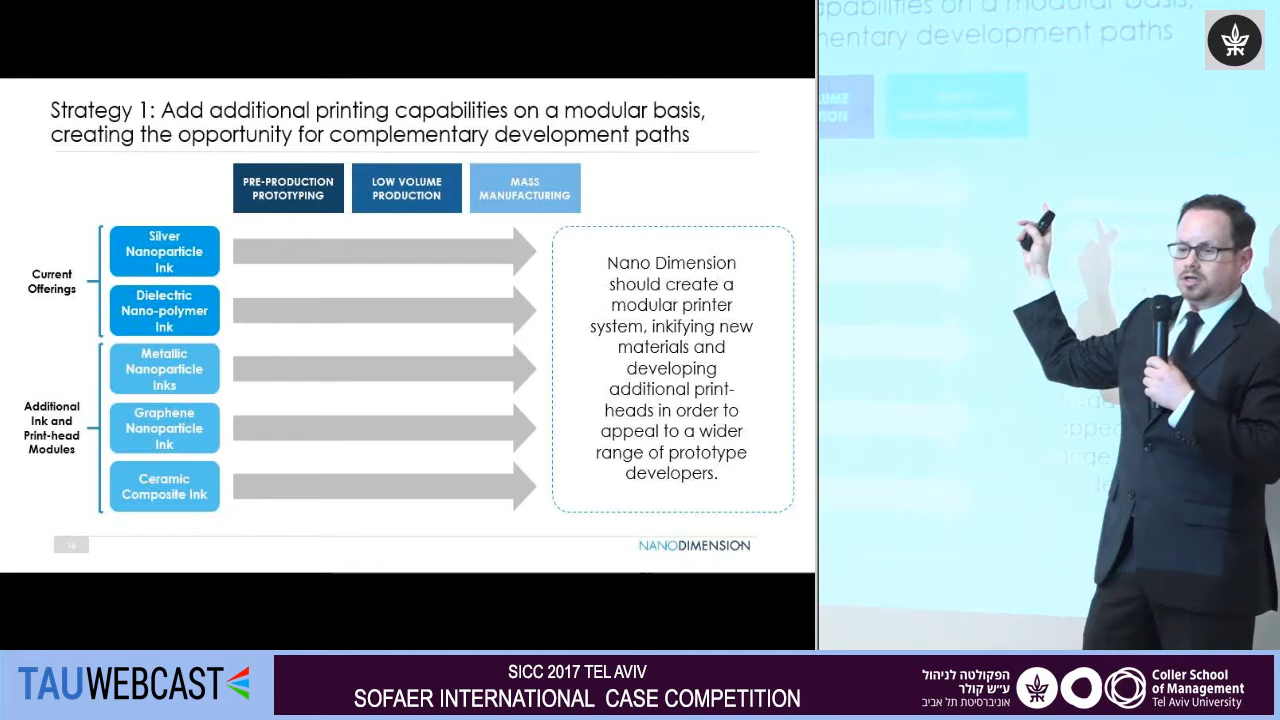 Strategy 1: Add additional printing capabilities on a modular basis,
creating the opportunity for complementary development paths
PRE-PRODUCTION
PROTOTYPING
LOW VOLUME
PRODUCTION
MASS
MANUFACTURING
Current
Offerings
Silver
Nanoparticle
Ink
Dielectric
Nano-polymer
Ink
Additional
Ink and
Print-head
Modules
Metallic
Nanoparticle
Inks
Graphene
Nanoparticle
Ink
Ceramic
Composite Ink
Nano Dimension
should create a
modular printer
system, inkifying new
materials and
developing
additional print-
heads in order to
appeal to a wider
range of prototype
developers.
16
NANODIMENSION
capabilities on a modular basis,
mentary development paths
TAUWEBCAST
SICC 2017 TEL AVIV
SOFAER INTERNATIONAL CASE COMPETITION
הפקולטה לניהול
ע״ש קולר
אוניברסיטת תל אביב
Coller School
of Management
Tel Aviv University